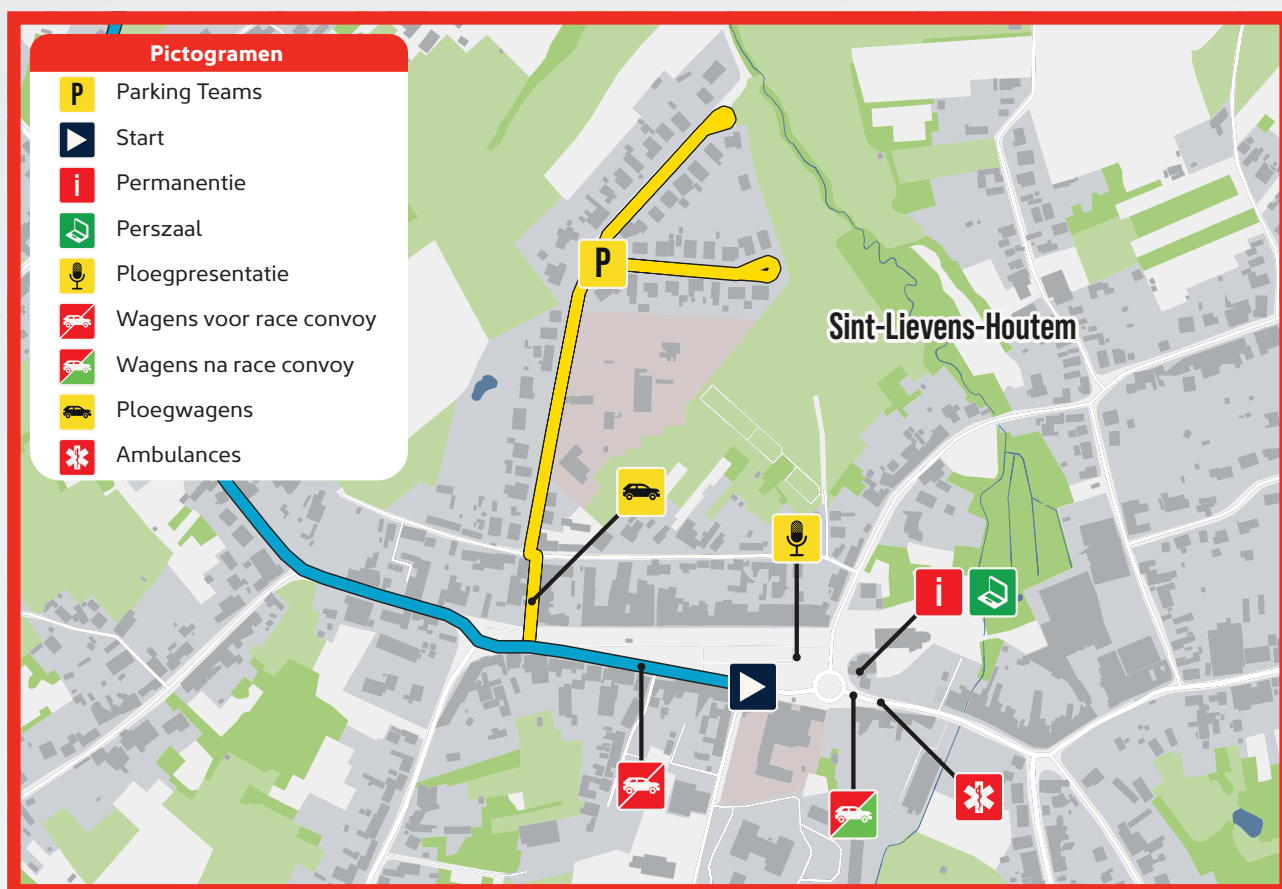 Pictogramen
P Parking Teams
Start
i Permanentie
Perszaal
Ploegpresentatie
Wagens voor race convoy
Wagens na race convoy
Ploegwagens
Ambulances
P
Sint-Lievens-Houtem
i